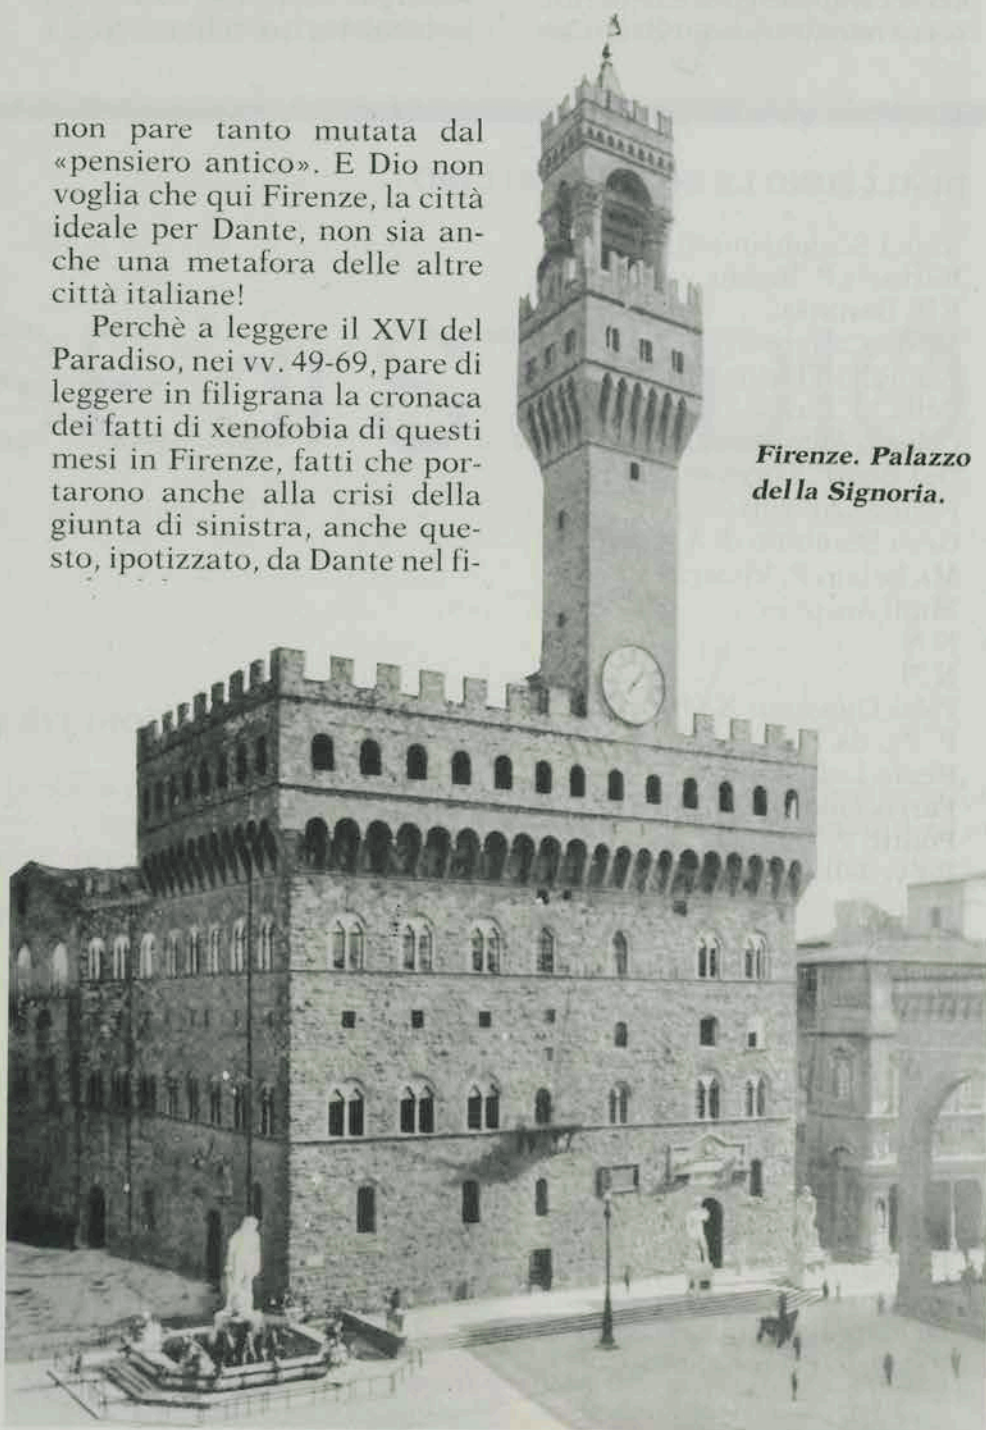 non pare tanto mutata dal
«pensiero antico». E Dio non
voglia che qui Firenze, la città
ideale per Dante, non sia an-
che una metafora delle altre
città italiane!
Perchè a leggere il XVI del
Paradiso, nei vv. 49-69, pare di
leggere in filigrana la cronaca
dei fatti di xenofobia di questi
mesi in Firenze, fatti che por-
tarono anche alla crisi della
giunta di sinistra, anche que-
sto, ipotizzato, da Dante nel fi-
Firenze. Palazzo
della Signoria.